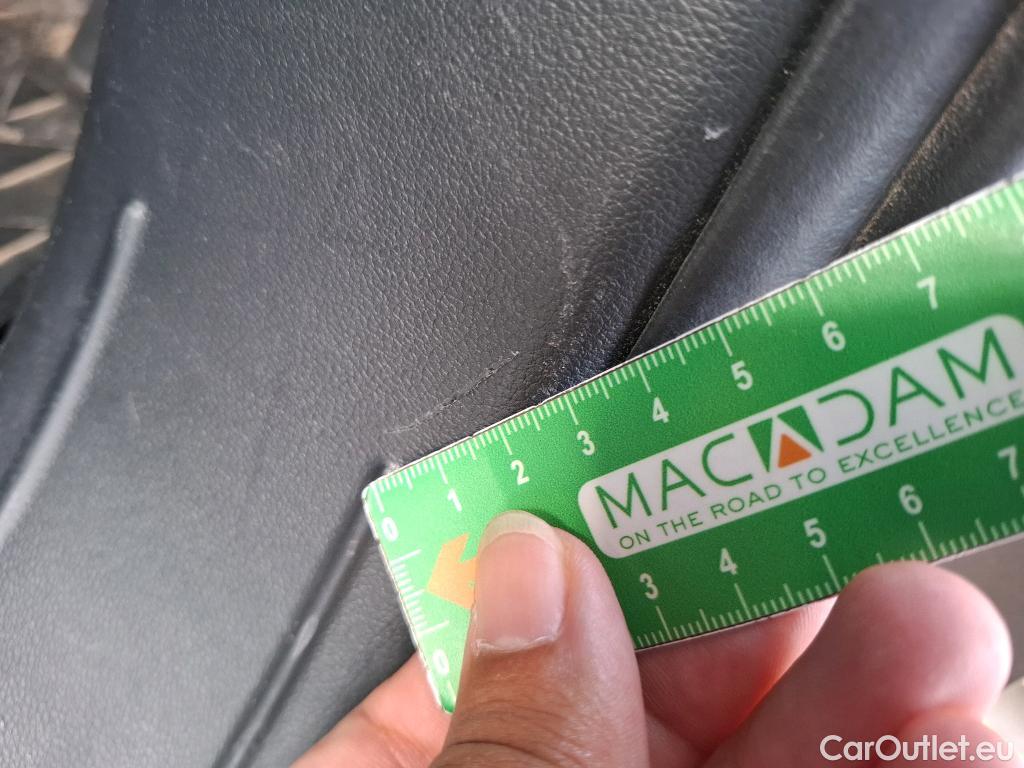 0 1 2 3 4 5 6 7
MACADAM
ON THE ROAD TO EXCELLENCE
0 3 4 5 6 7
CarOutlet.eu